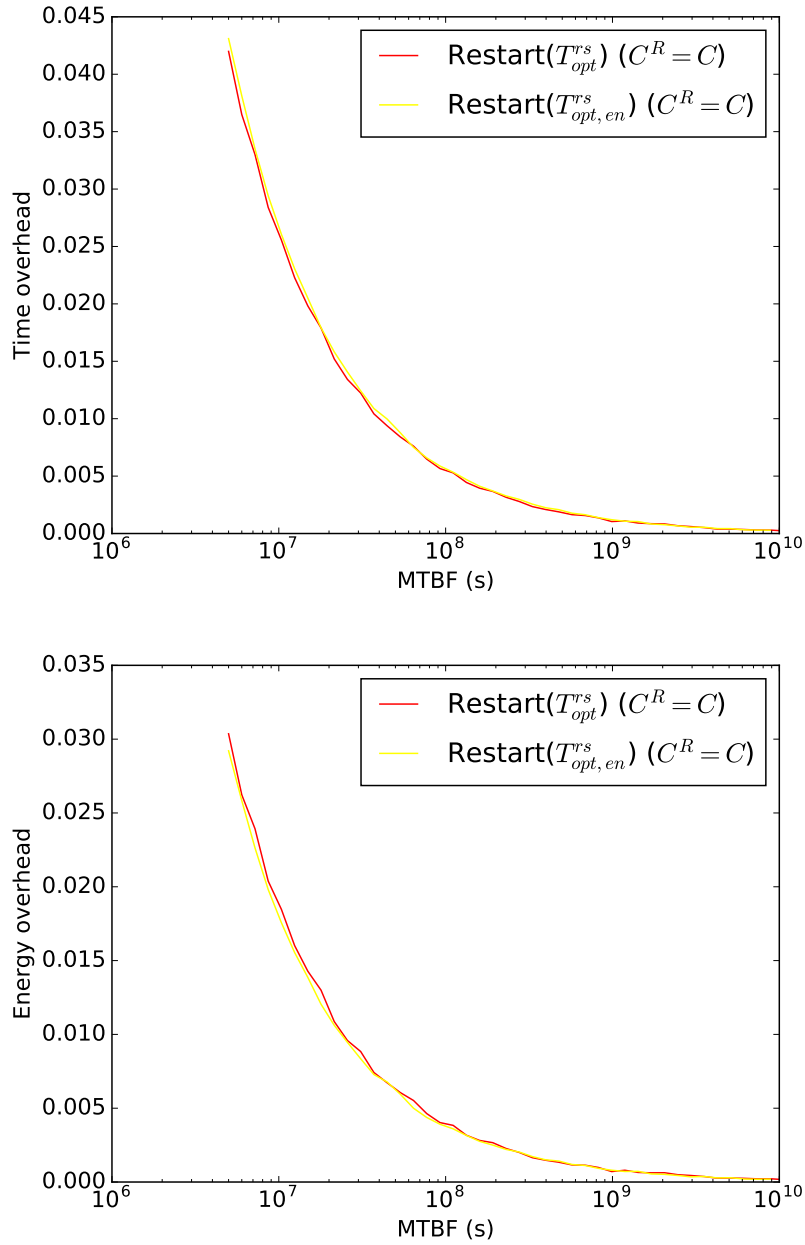 0.045
0.040
0.035
0.030
0.025
0.020
0.015
0.010
0.005
0.000
Time overhead
Restart(T_{opt}^{rs}) (C^R = C)
Restart(T_{opt,en}^{rs}) (C^R = C)
10^6 10^7 10^8 10^9 10^{10}
MTBF (s)
0.035
0.030
0.025
0.020
0.015
0.010
0.005
0.000
Energy overhead
Restart(T_{opt}^{rs}) (C^R = C)
Restart(T_{opt,en}^{rs}) (C^R = C)
10^6 10^7 10^8 10^9 10^{10}
MTBF (s)